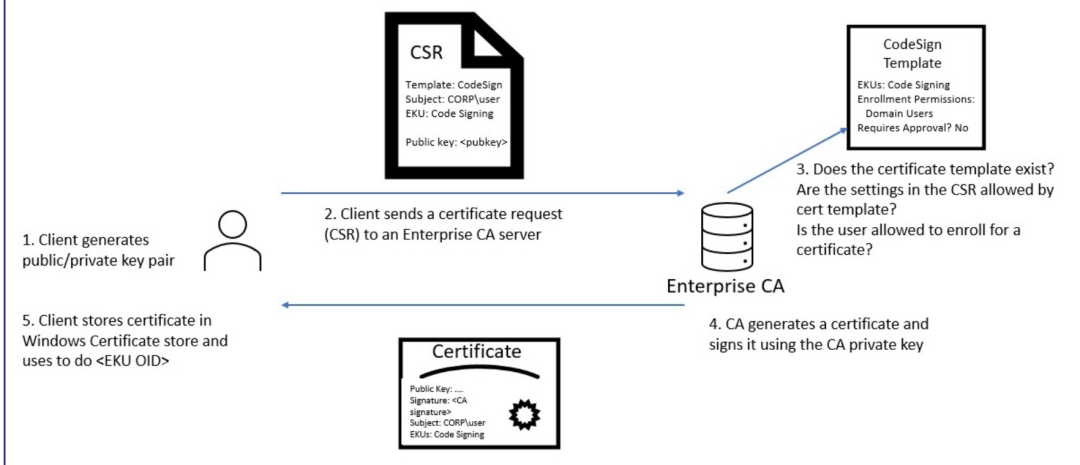 CSR
Template: CodeSign
Subject: CORP\user
EKU: Code Signing
Public key: <pubkey>
CodeSign
Template
EKUs: Code Signing
Enrollment Permissions:
Domain Users
Requires Approval? No
1. Client generates
public/private key pair
2. Client sends a certificate request
(CSR) to an Enterprise CA server
3. Does the certificate template exist?
Are the settings in the CSR allowed by
cert template?
Is the user allowed to enroll for a
certificate?
Enterprise CA
4. CA generates a certificate and
signs it using the CA private key
5. Client stores certificate in
Windows Certificate store and
uses to do <EKU OID>
Certificate
Public Key: ....
Signature: <CA
signature>
Subject: CORP\user
EKUs: Code Signing